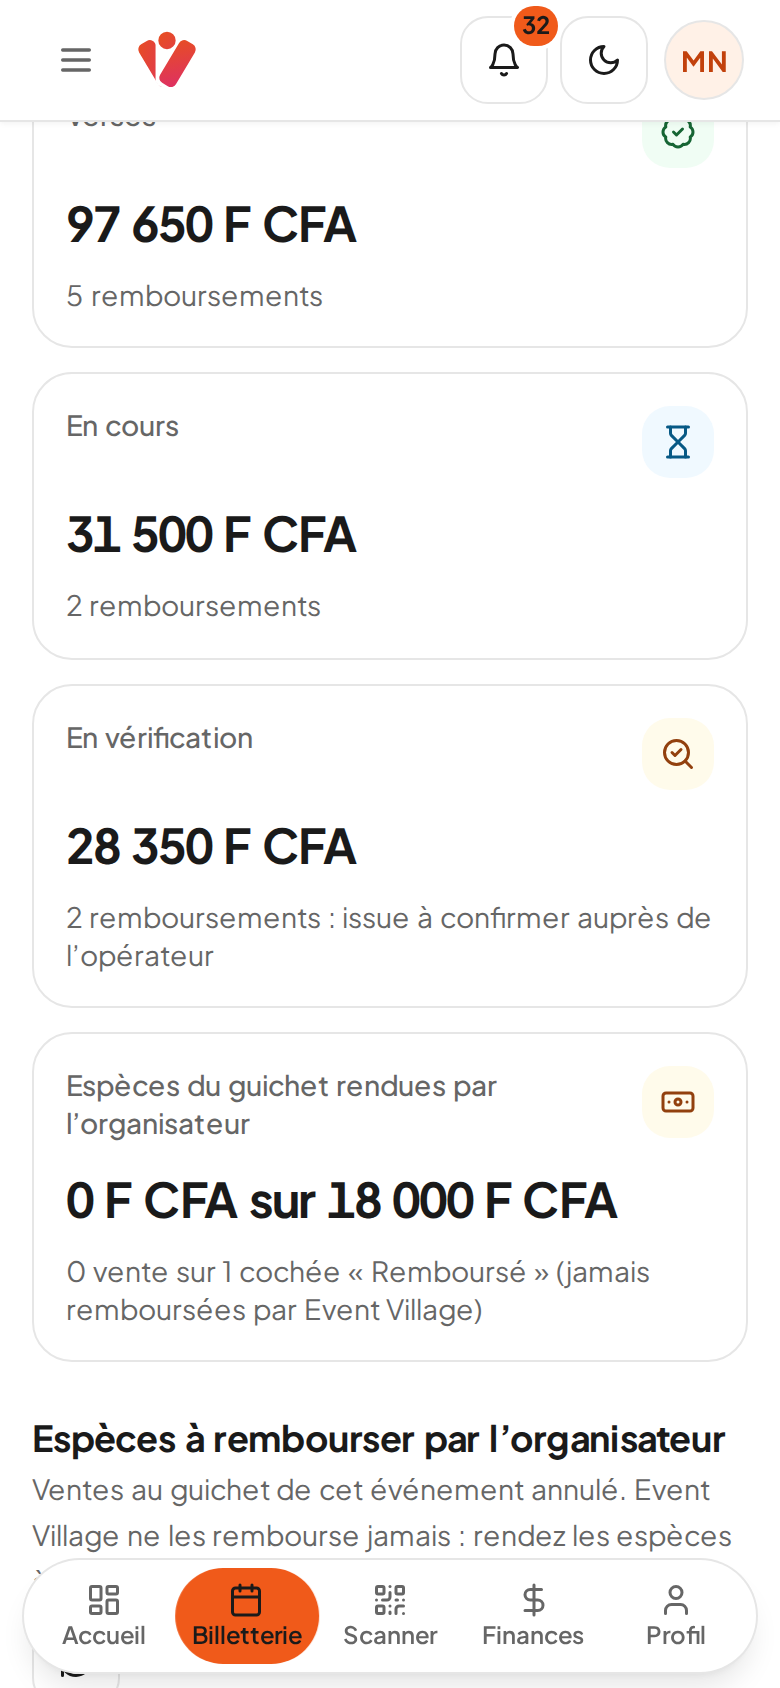 32
MN
97 650 F CFA
5 remboursements
En cours
31 500 F CFA
2 remboursements
En vérification
28 350 F CFA
2 remboursements : issue à confirmer auprès de
l’opérateur
Espèces du guichet rendues par
l’organisateur
0 F CFA sur 18 000 F CFA
0 vente sur 1 cochée « Remboursé » (jamais
remboursées par Event Village)
Espèces à rembourser par l’organisateur
Ventes au guichet de cet événement annulé. Event
Village ne les rembourse jamais : rendez les espèces
Accueil
Billetterie
Scanner
Finances
Profil